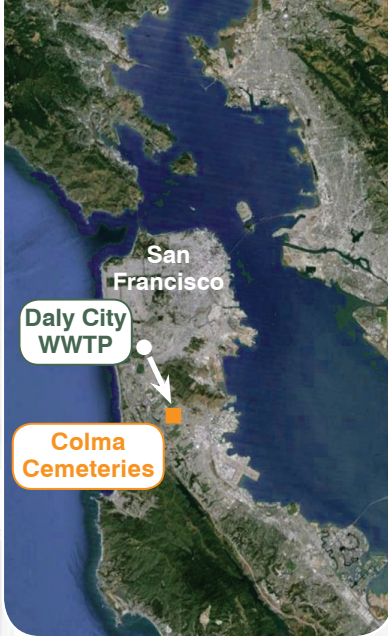 San
Francisco
Daly City
WWTP
Colma
Cemeteries